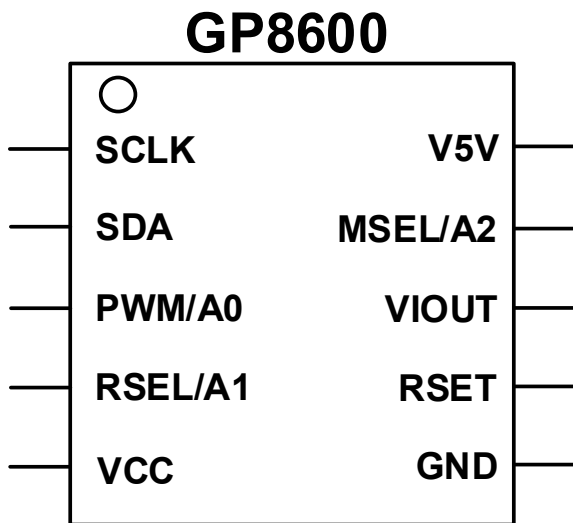 GP8600
SCLK V5V
SDA MSEL/A2
PWM/A0 VIOUT
RSEL/A1 RSET
VCC GND